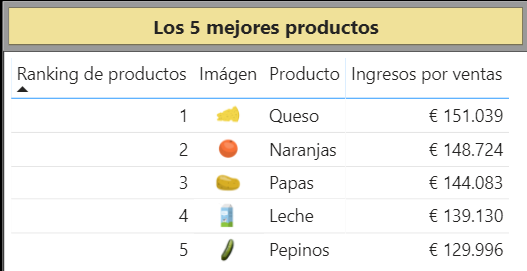 Los 5 mejores productos
Ranking de productos Imágen Producto Ingresos por ventas
1 Queso € 151.039
2 Naranjas € 148.724
3 Papas € 144.083
4 Leche € 139.130
5 Pepinos € 129.996